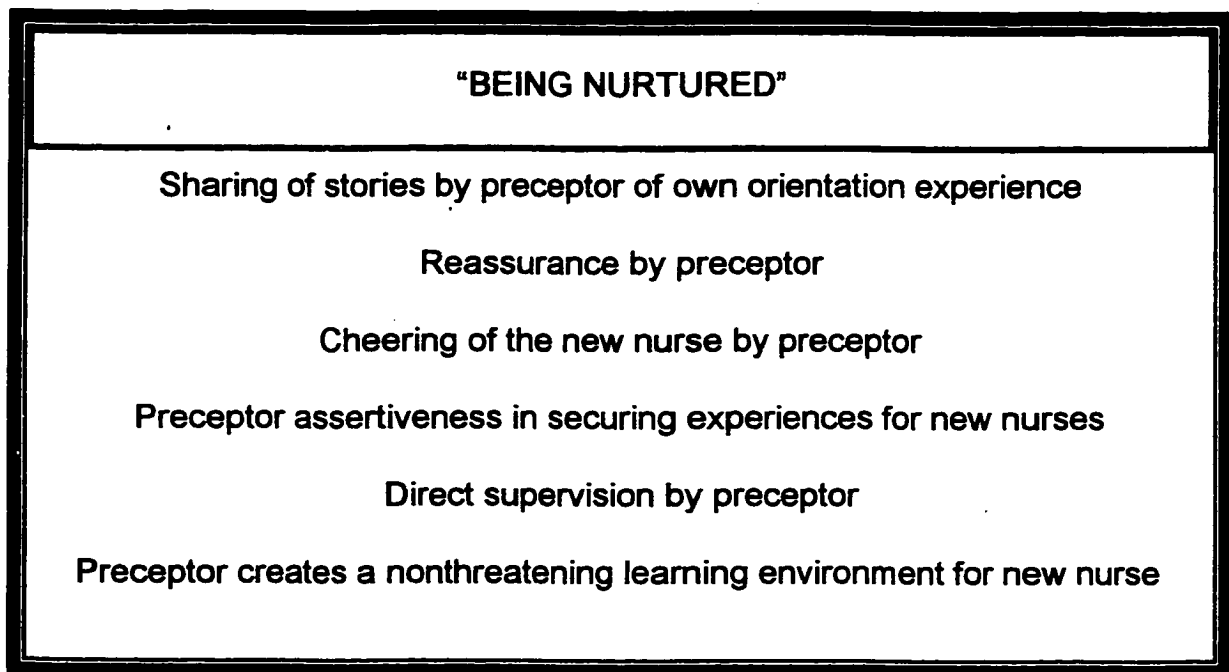 “BEING NURTURED”
Sharing of stories by preceptor of own orientation experience
Reassurance by preceptor
Cheering of the new nurse by preceptor
Preceptor assertiveness in securing experiences for new nurses
Direct supervision by preceptor
Preceptor creates a nonthreatening learning environment for new nurse